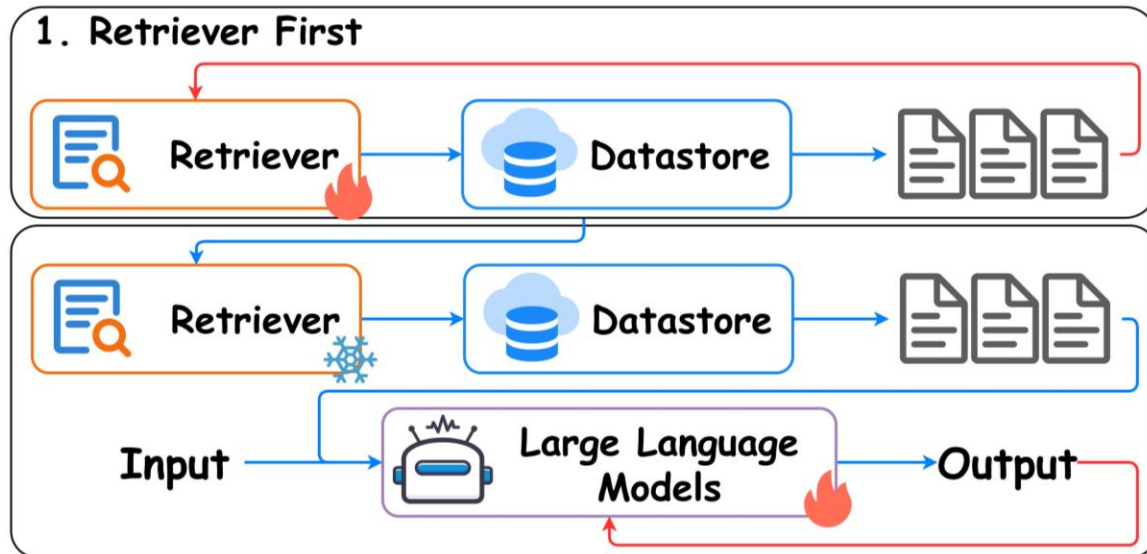 1. Retriever First
Retriever
Datastore
Retriever
Datastore
Input
Large Language
Models
Output